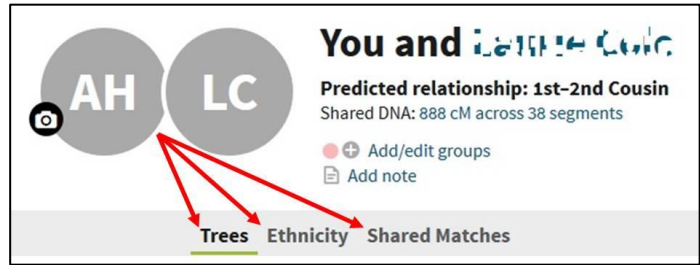 AH LC
You and
Predicted relationship: 1st–2nd Cousin
Shared DNA: 888 cM across 38 segments
Add/edit groups
Add note
Trees Ethnicity Shared Matches